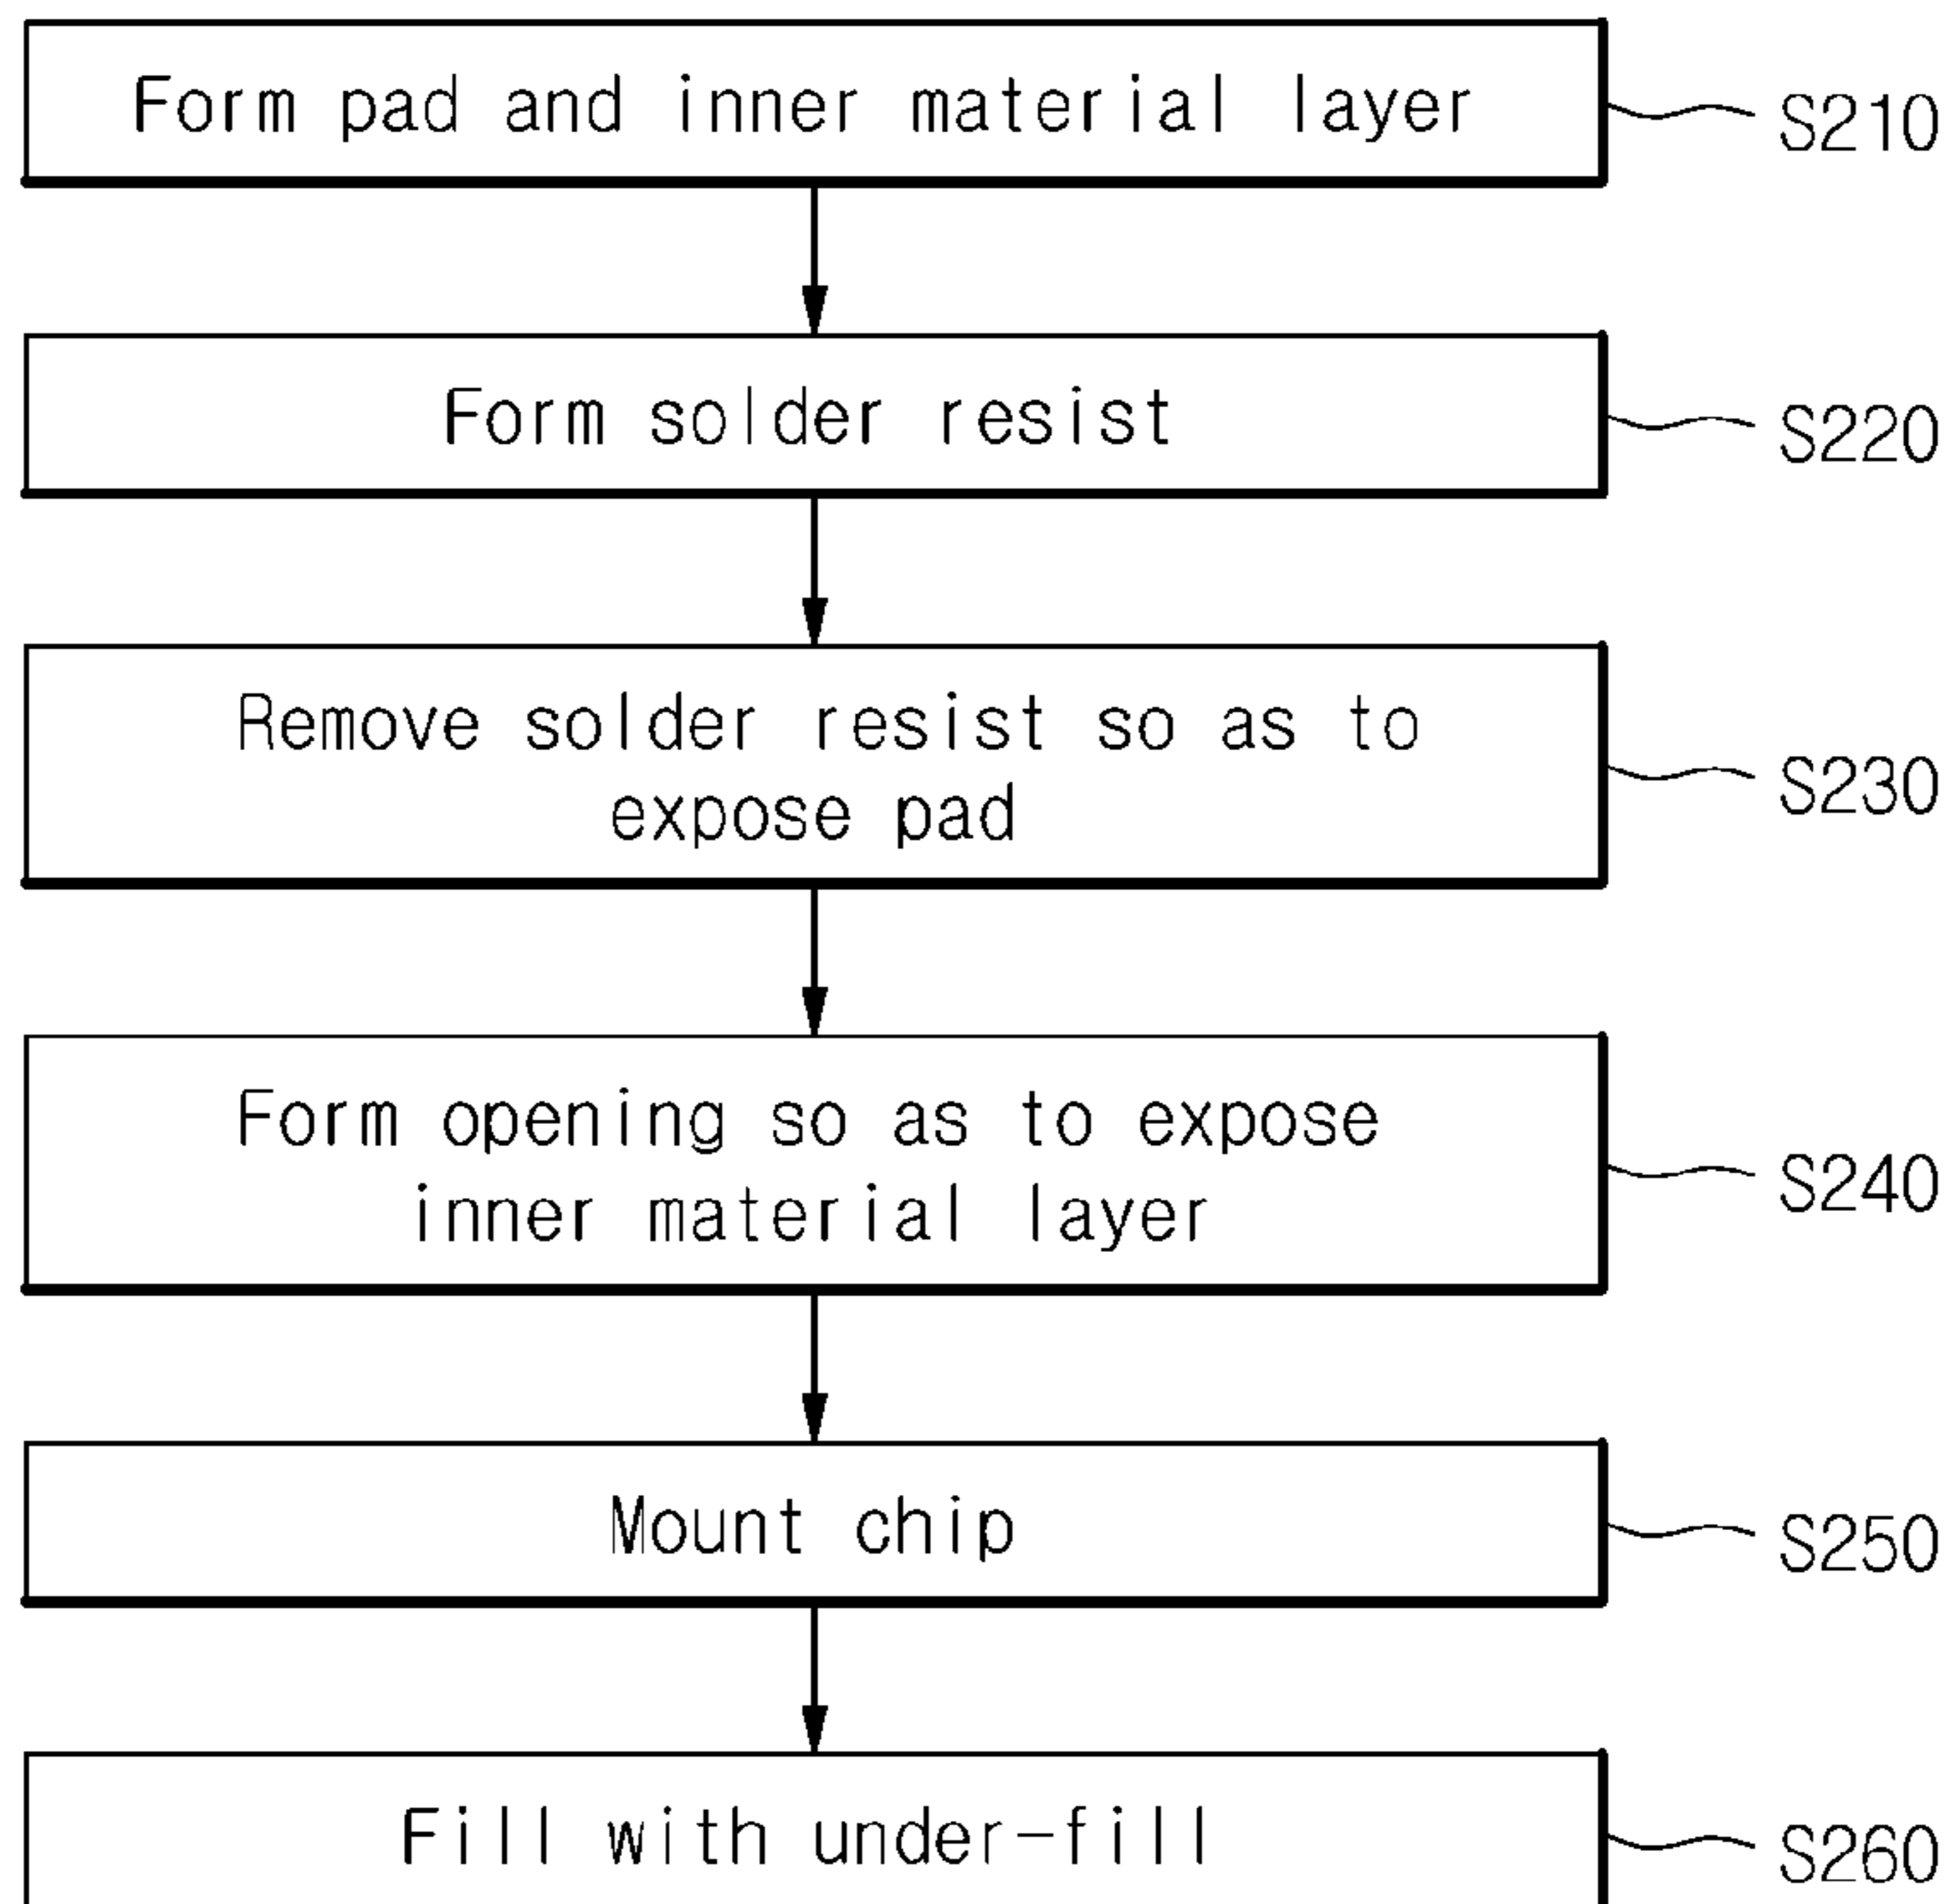 Form pad and inner material layer
S210
Form solder resist
S220
Remove solder resist so as to
expose pad
S230
Form opening so as to expose
inner material layer
S240
Mount chip
S250
Fill with under-fill
S260